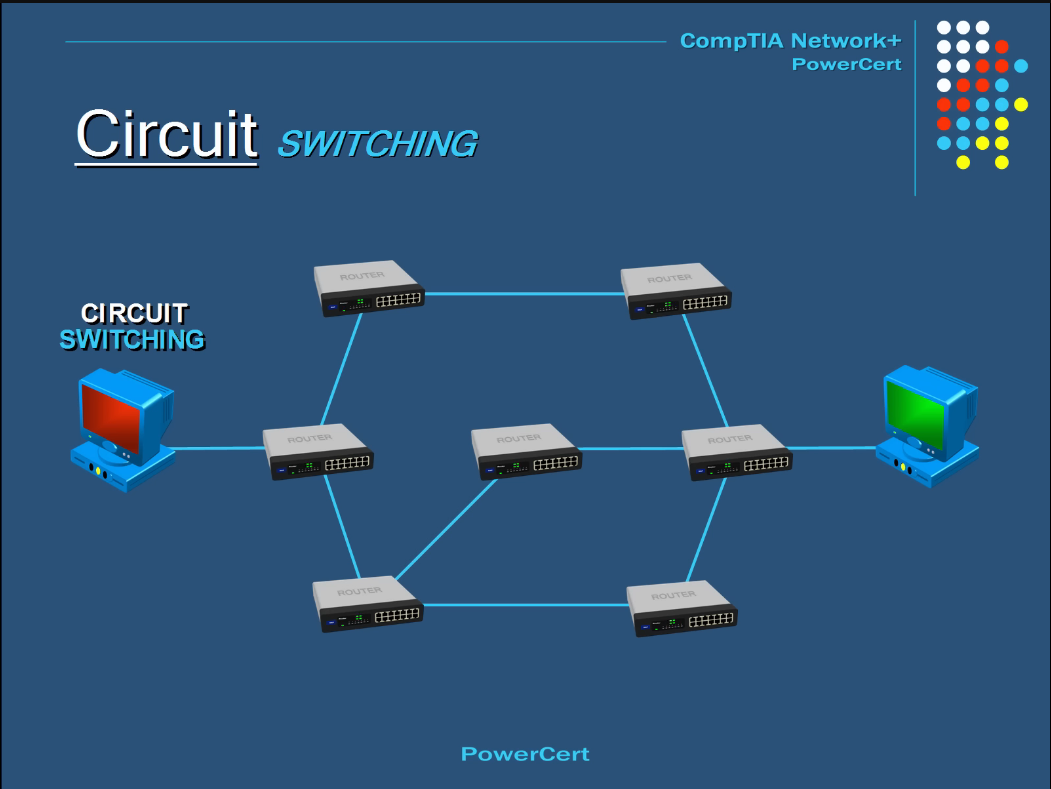 CompTIA Network+
PowerCert
Circuit SWITCHING
ROUTER
ROUTER
CIRCUIT
SWITCHING
ROUTER
ROUTER
ROUTER
ROUTER
ROUTER
PowerCert